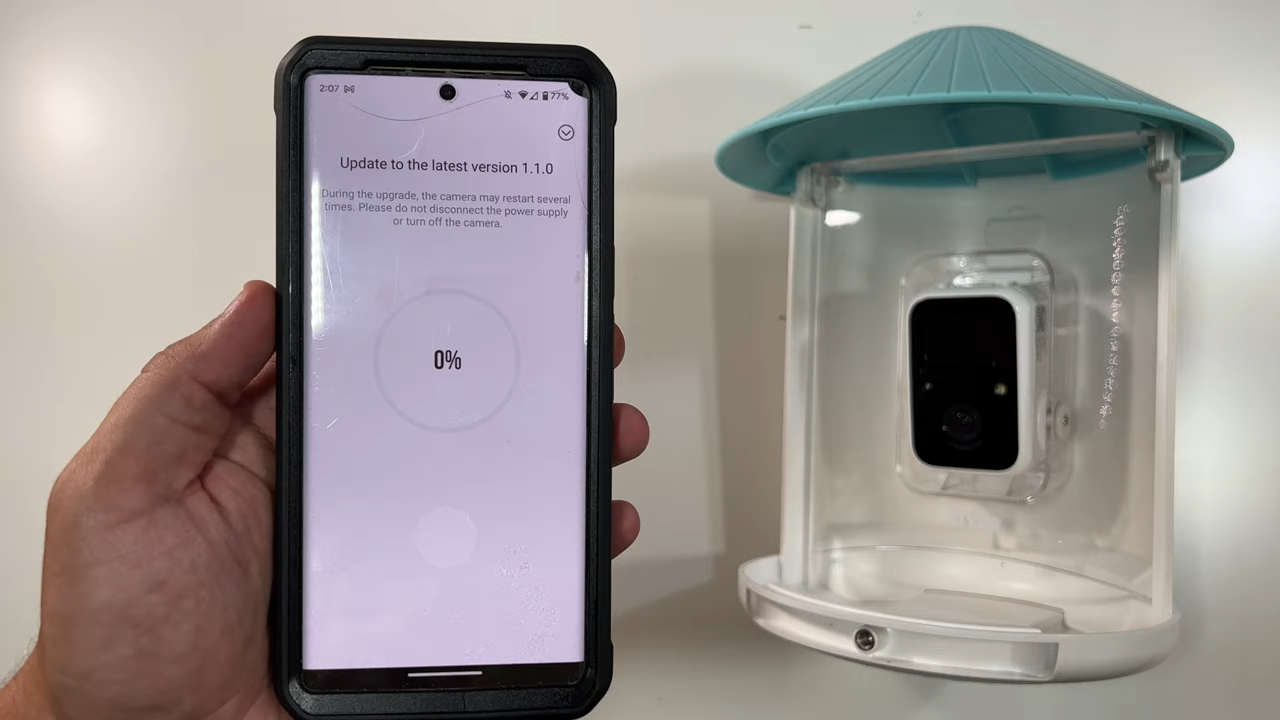 2:07
77%
Update to the latest version 1.1.0
During the upgrade, the camera may restart several
times. Please do not disconnect the power supply
or turn off the camera.
0%